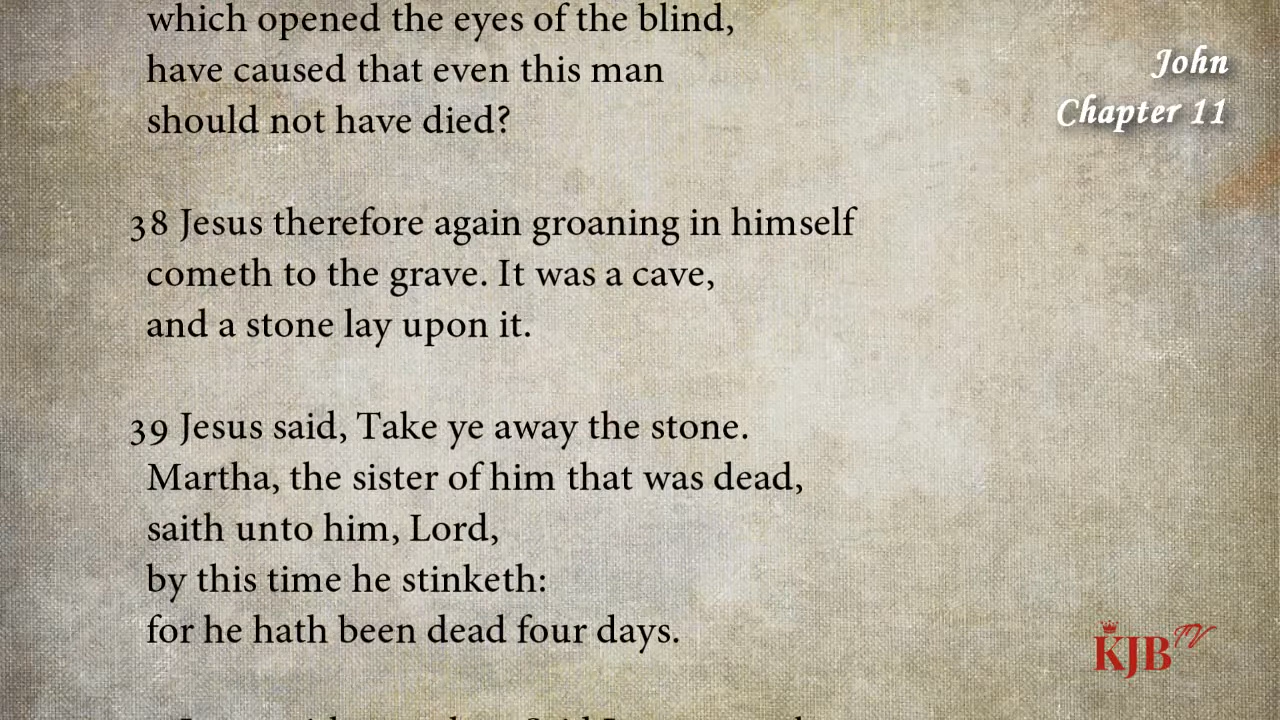 which opened the eyes of the blind,
have caused that even this man
should not have died?
John
Chapter 11
38 Jesus therefore again groaning in himself
cometh to the grave. It was a cave,
and a stone lay upon it.
39 Jesus said, Take ye away the stone.
Martha, the sister of him that was dead,
saith unto him, Lord,
by this time he stinketh:
for he hath been dead four days.
KJB TV